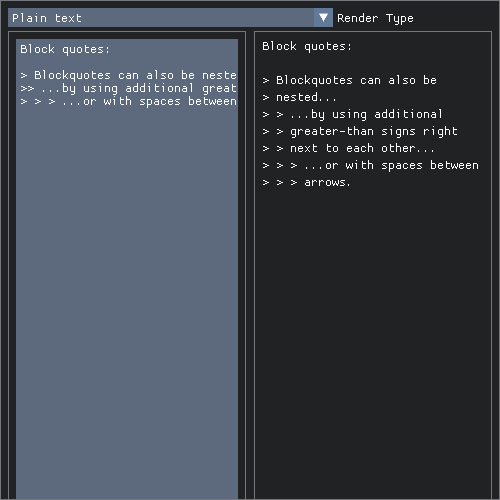 Plain text
Render Type
Block quotes:
> Blockquotes can also be neste
>> ...by using additional great
> > > ...or with spaces between
Block quotes:
> Blockquotes can also be
> nested...
> > ...by using additional
> > greater-than signs right
> > next to each other...
> > > ...or with spaces between
> > > arrows.